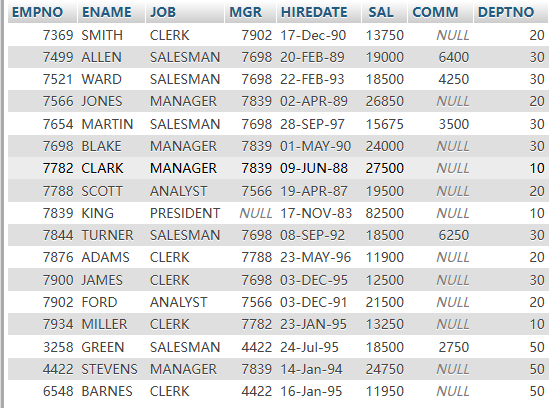 EMPNO ENAME JOB MGR HIREDATE SAL COMM DEPTNO
7369 SMITH CLERK 7902 17-Dec-90 13750 NULL 20
7499 ALLEN SALESMAN 7698 20-FEB-89 19000 6400 30
7521 WARD SALESMAN 7698 22-FEB-93 18500 4250 30
7566 JONES MANAGER 7839 02-APR-89 26850 NULL 20
7654 MARTIN SALESMAN 7698 28-SEP-97 15675 3500 30
7698 BLAKE MANAGER 7839 01-MAY-90 24000 NULL 30
7782 CLARK MANAGER 7839 09-JUN-88 27500 NULL 10
7788 SCOTT ANALYST 7566 19-APR-87 19500 NULL 20
7839 KING PRESIDENT NULL 17-NOV-83 82500 NULL 10
7844 TURNER SALESMAN 7698 08-SEP-92 18500 6250 30
7876 ADAMS CLERK 7788 23-MAY-96 11900 NULL 20
7900 JAMES CLERK 7698 03-DEC-95 12500 NULL 30
7902 FORD ANALYST 7566 03-DEC-91 21500 NULL 20
7934 MILLER CLERK 7782 23-JAN-95 13250 NULL 10
3258 GREEN SALESMAN 4422 24-Jul-95 18500 2750 50
4422 STEVENS MANAGER 7839 14-Jan-94 24750 NULL 50
6548 BARNES CLERK 4422 16-Jan-95 11950 NULL 50